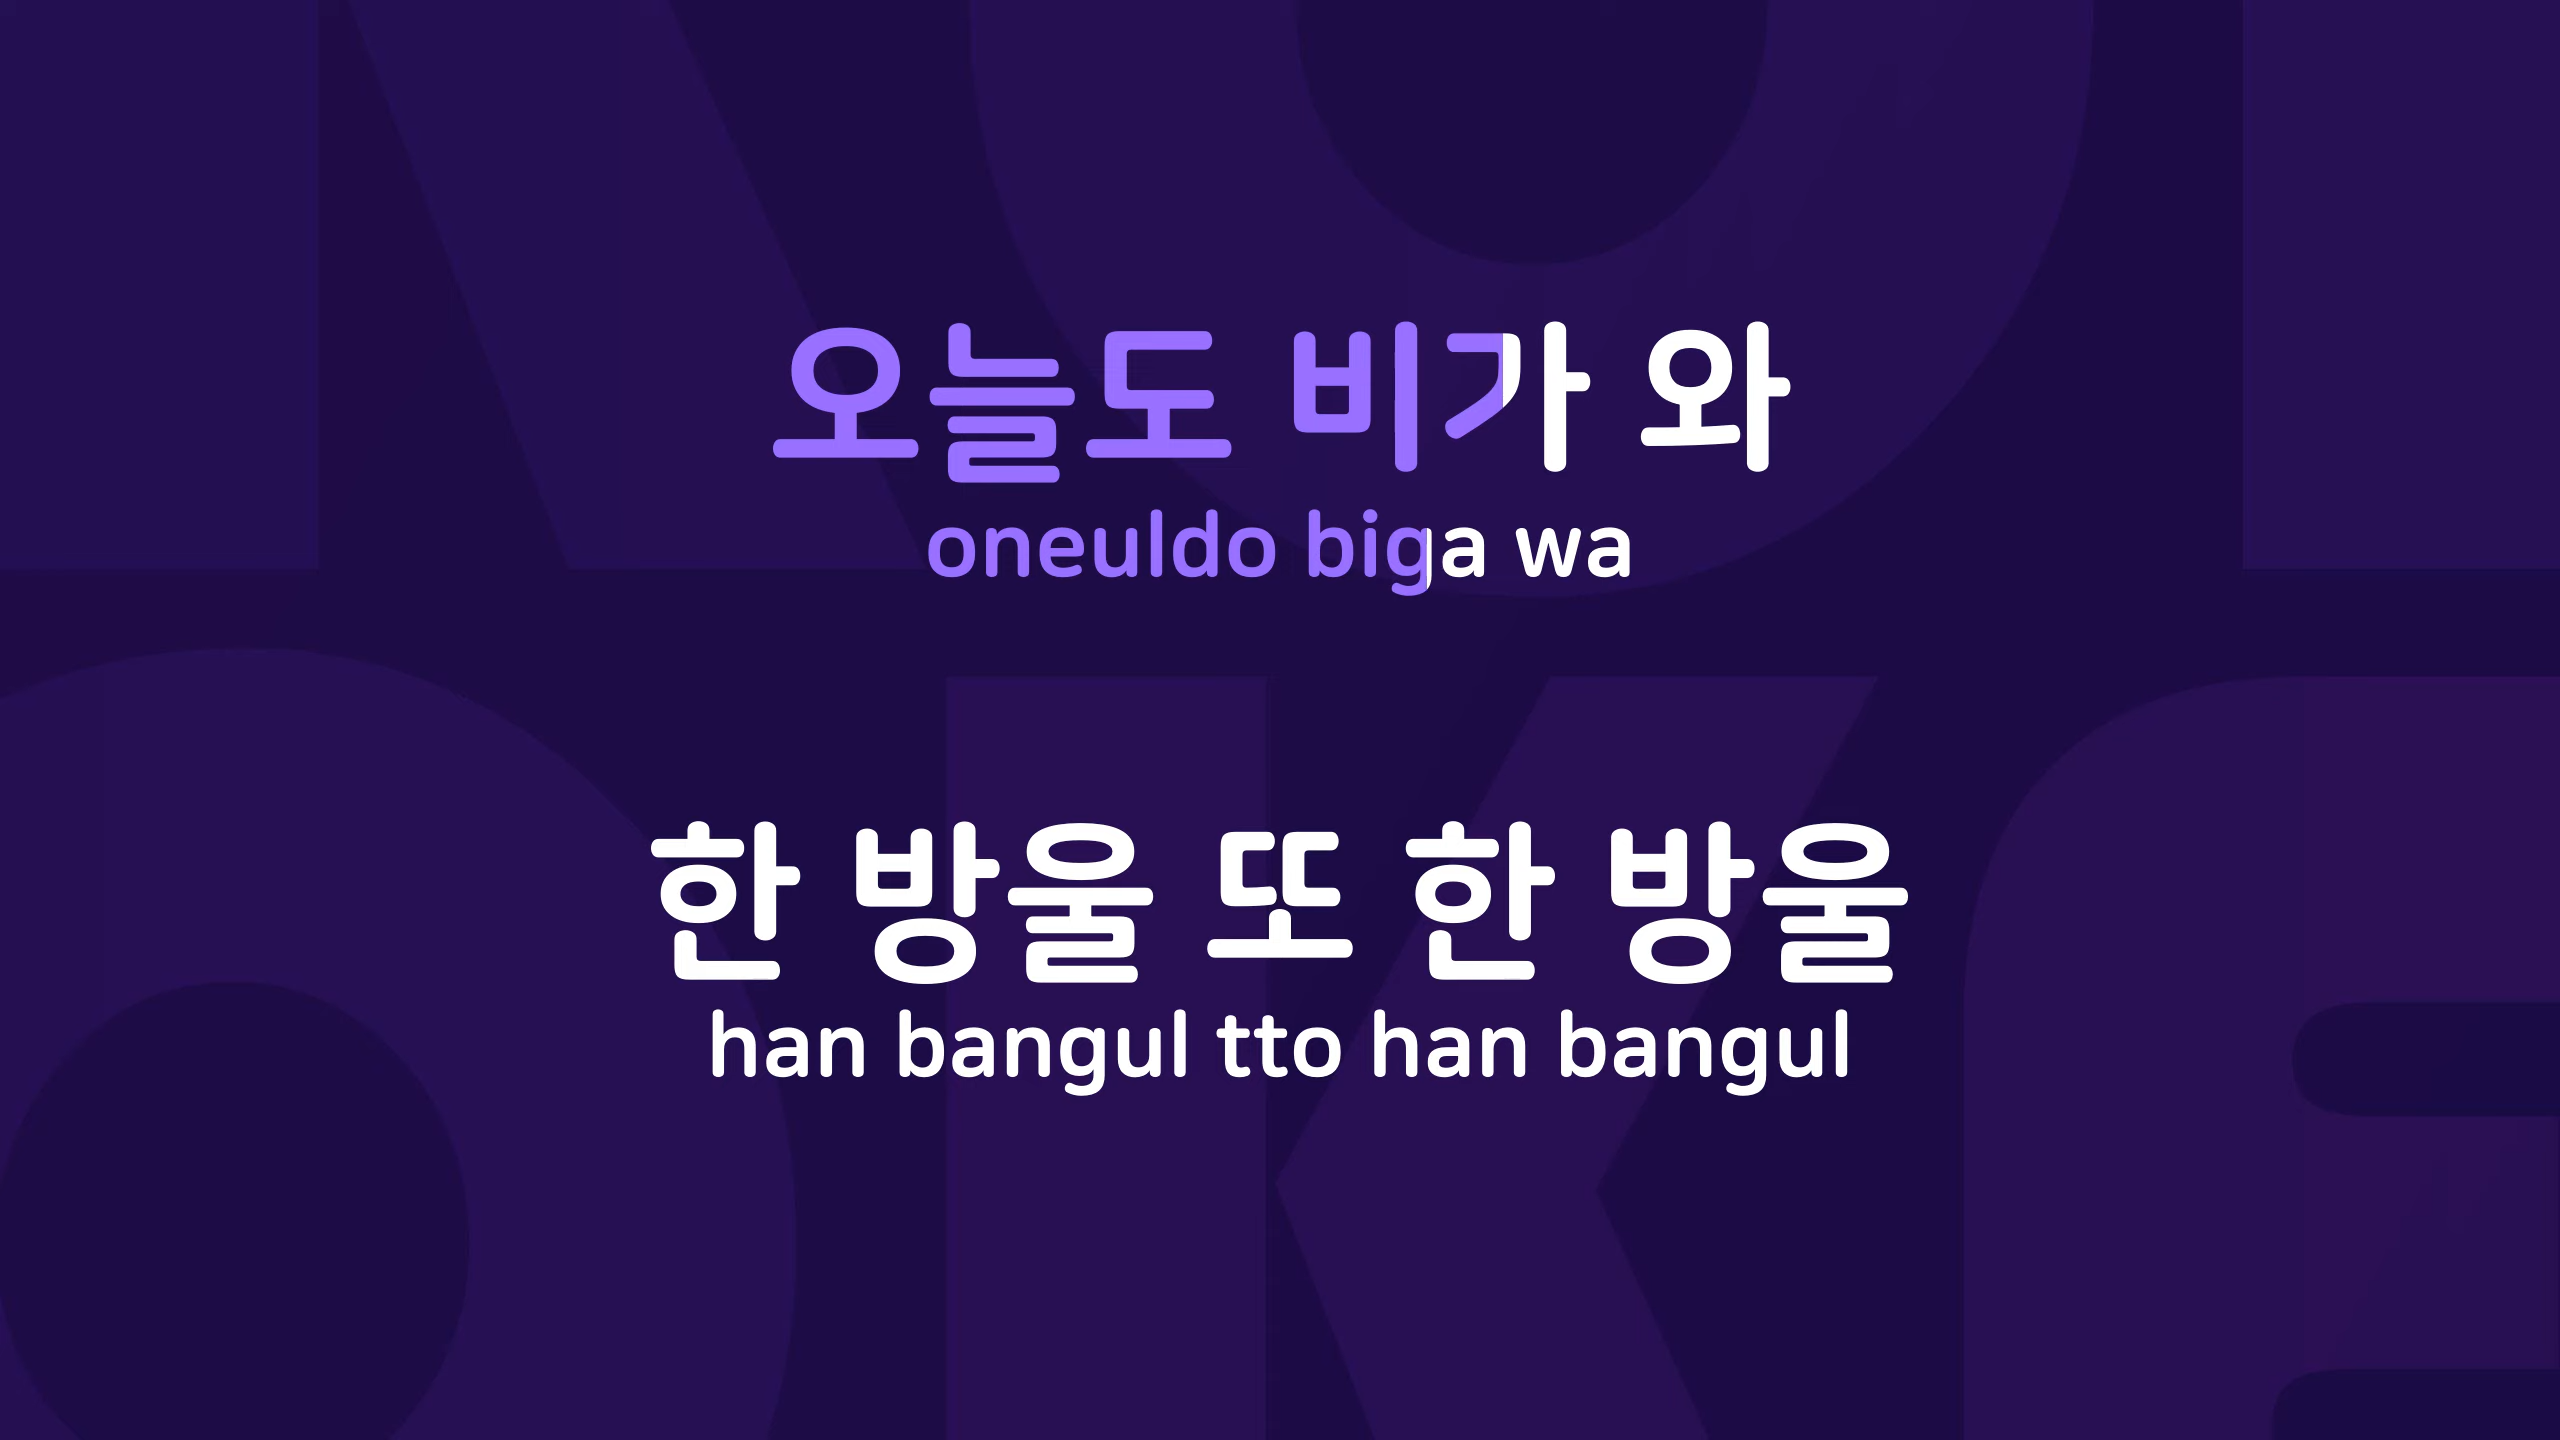 오늘도 비가 와
oneuldo biga wa
한 방울 또 한 방울
han bangul tto han bangul